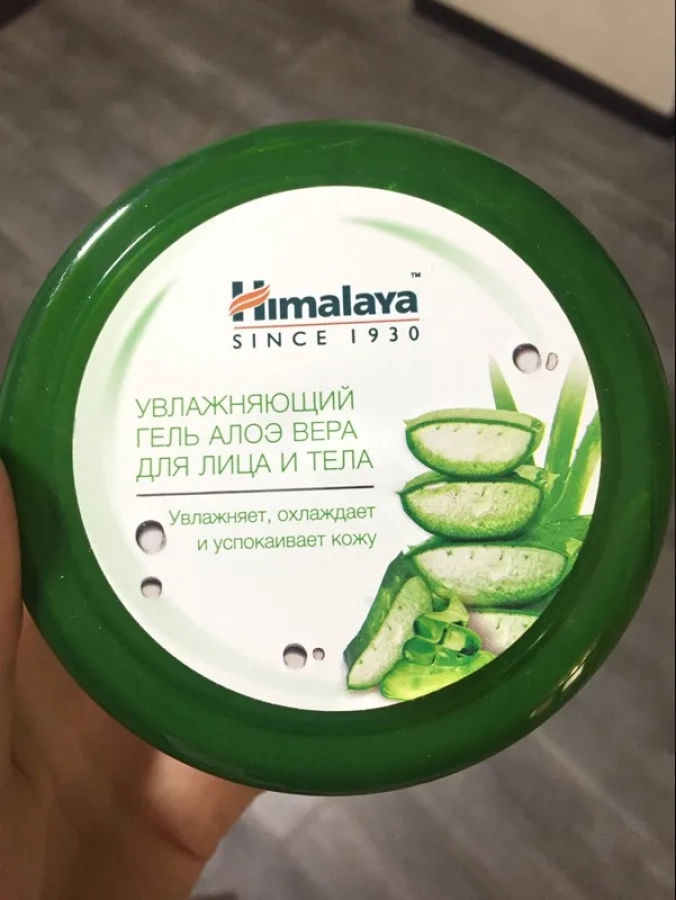 Himalaya™
SINCE 1930
УВЛАЖНЯЮЩИЙ
ГЕЛЬ АЛОЭ ВЕРА
ДЛЯ ЛИЦА И ТЕЛА
Увлажняет, охлаждает
и успокаивает кожу